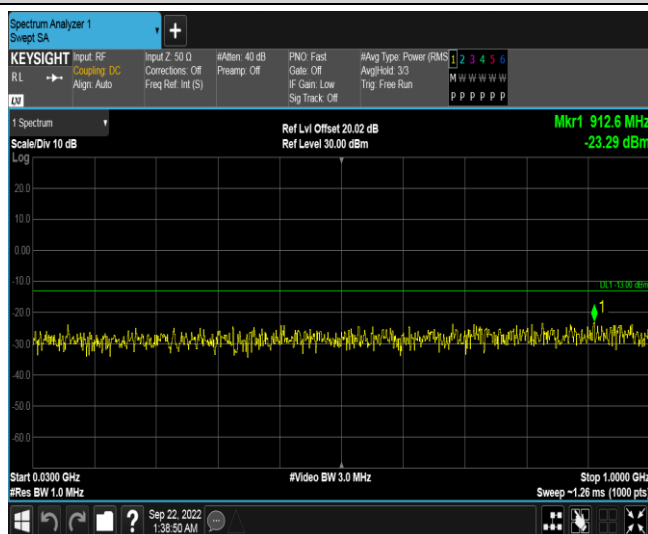 Spectrum Analyzer 1
Swept SA
+
KEYSIGHT
RL
LXI
Input: RF
Coupling: DC
Align: Auto
Input Z: 50 Ω
Corrections: Off
Freq Ref: Int (S)
#Atten: 40 dB
Preamp: Off
PNO: Fast
Gate: Off
IF Gain: Low
Sig Track: Off
#Avg Type: Power (RMS
Avg|Hold: 3/3
Trig: Free Run
1 2 3 4 5 6
M W W W W W
P P P P P P
1 Spectrum
Scale/Div 10 dB
Log
Ref Lvl Offset 20.02 dB
Ref Level 30.00 dBm
Mkr1 912.6 MHz
-23.29 dBm
20.0
10.0
0.00
-10.0
-20.0
-30.0
-40.0
-50.0
-60.0
DL1 -13.00 dBm
1
Start 0.0300 GHz
#Res BW 1.0 MHz
#Video BW 3.0 MHz
Stop 1.0000 GHz
Sweep ~1.26 ms (1000 pts)
?
Sep 22, 2022
1:38:50 AM